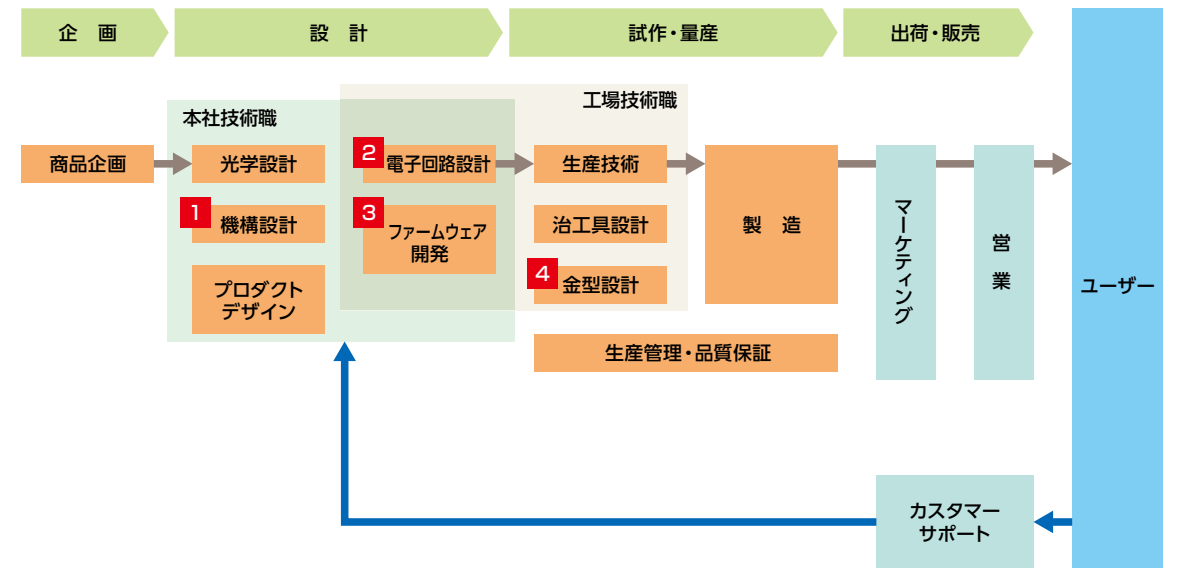 企 画
設 計
試作・量産
出荷・販売
本社技術職
工場技術職
商品企画
光学設計
1
機構設計
プロダクト
デザイン
2
電子回路設計
3
ファームウェア
開発
生産技術
治工具設計
4
金型設計
製 造
生産管理・品質保証
マーケティング
営業
ユーザー
カスタマー
サポート